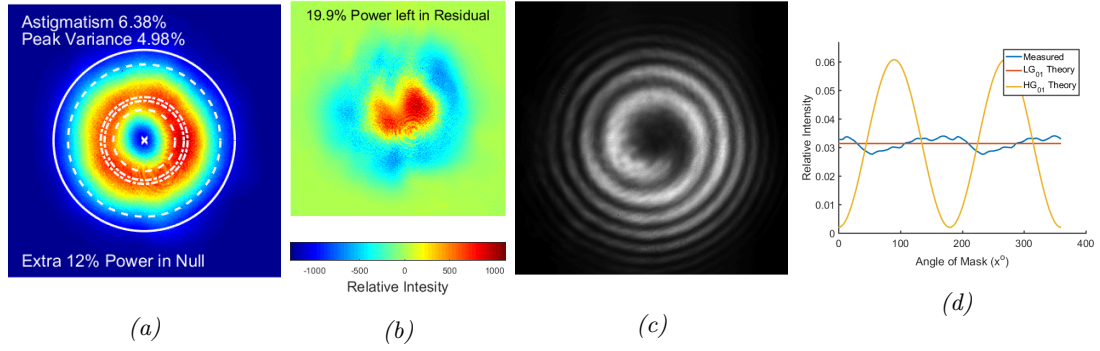 Astigmatism 6.38%
Peak Variance 4.98%
Extra 12% Power in Null
(a)
19.9% Power left in Residual
-1000 -500 0 500 1000
Relative Intesity
(b)
(c)
Measured
LG01 Theory
HG01 Theory
0.06
0.05
0.04
0.03
0.02
0.01
0
Relative Intensity
0 100 200 300 400
Angle of Mask (x°)
(d)